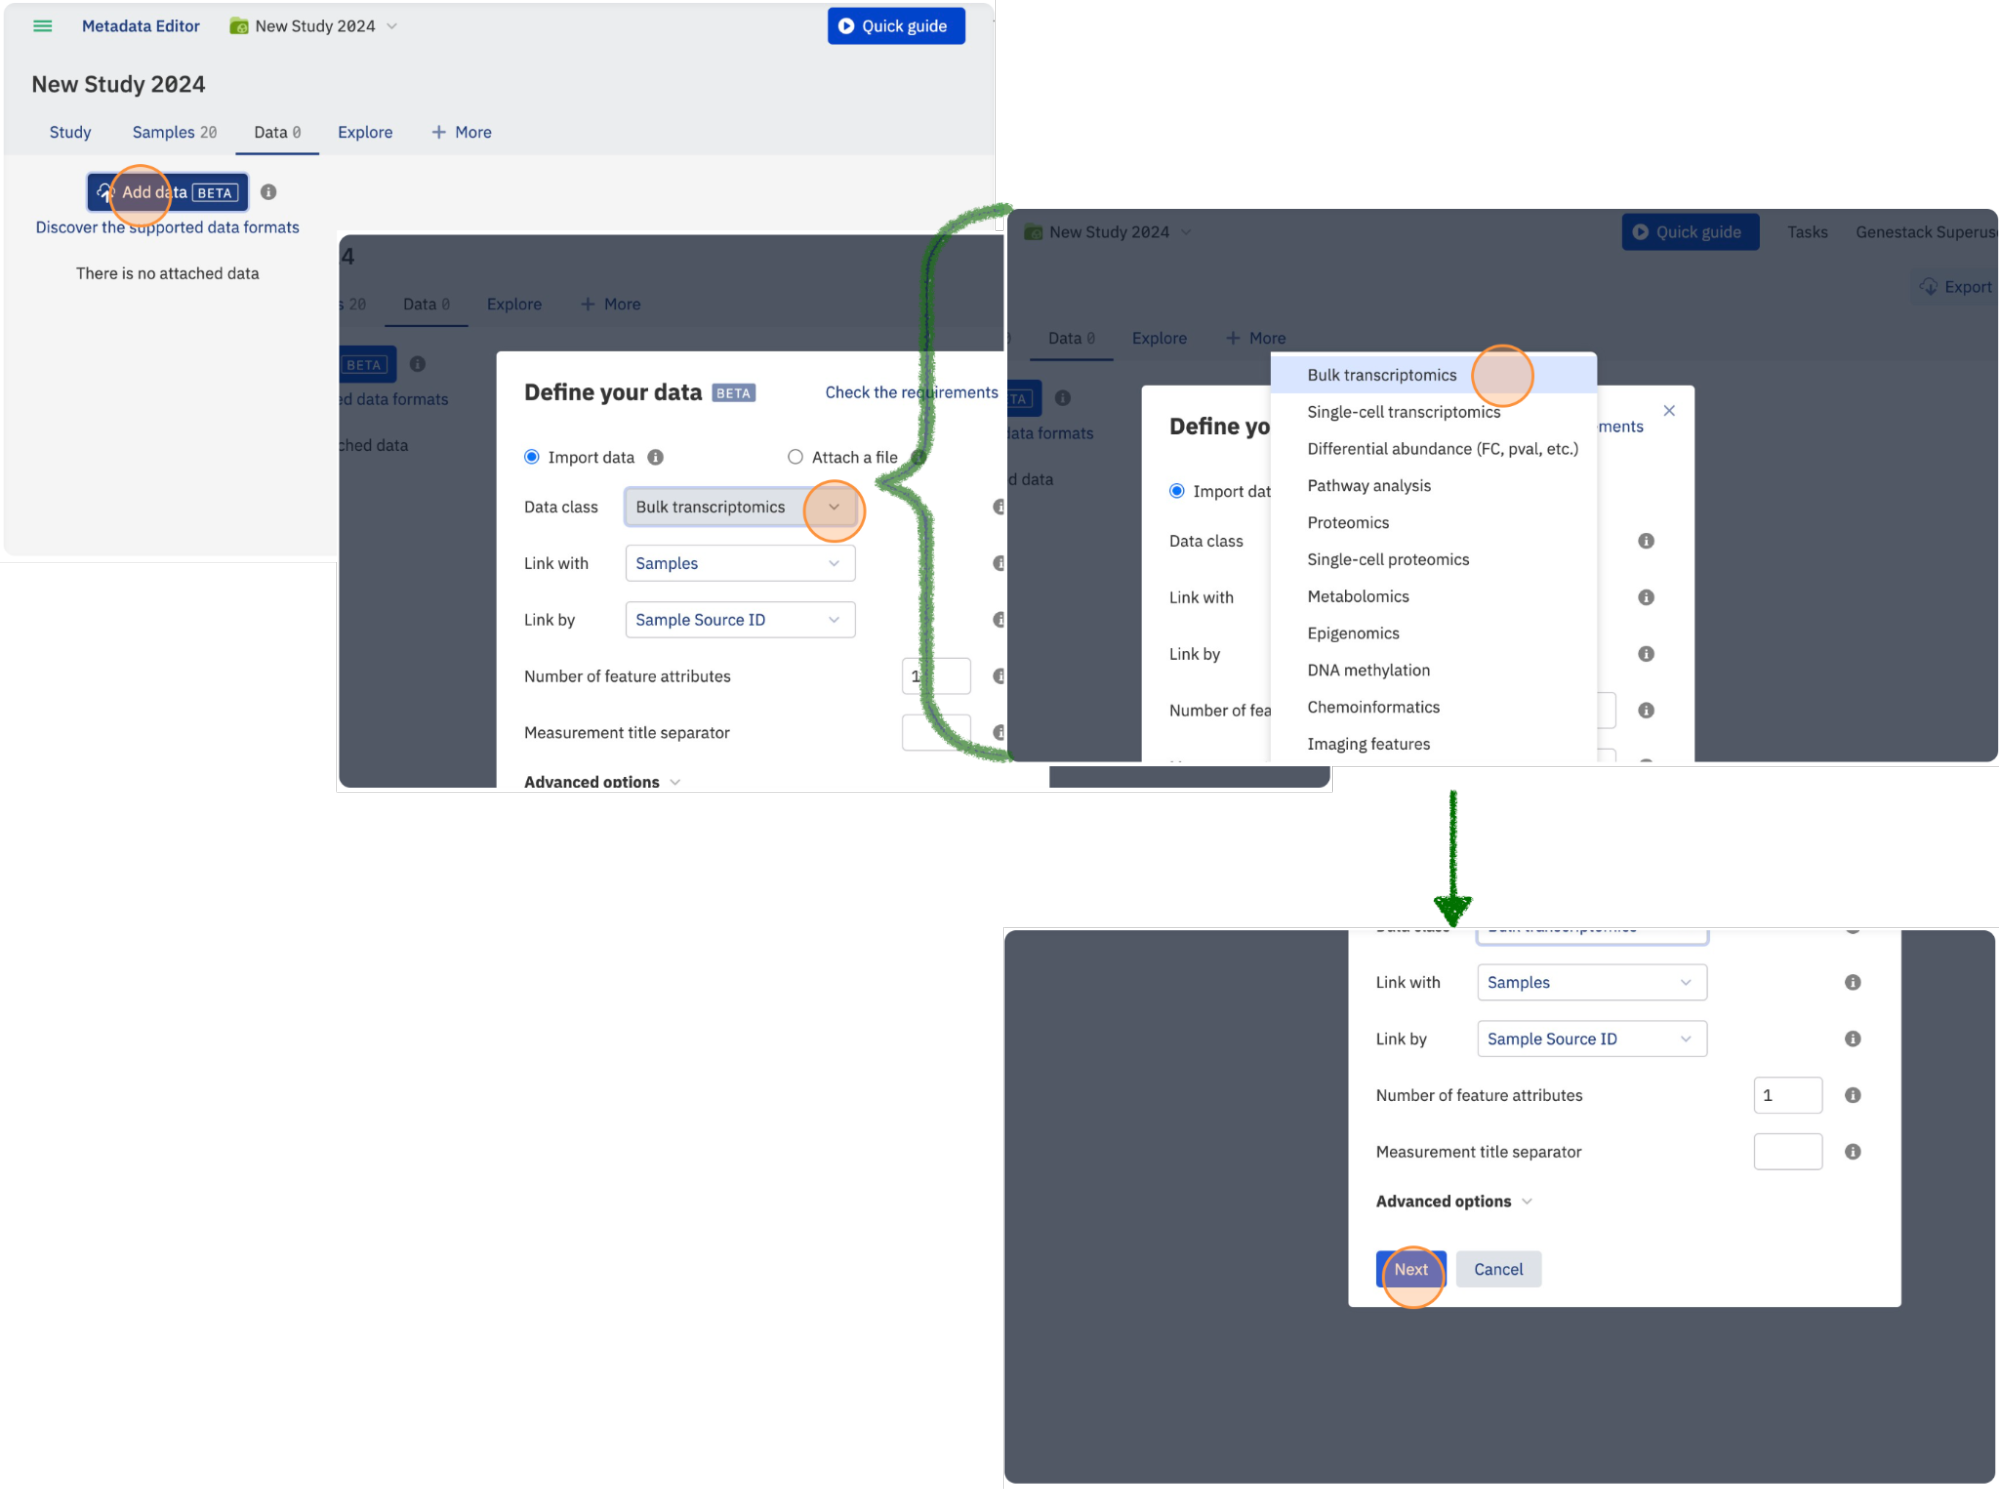 Metadata Editor New Study 2024 Quick guide
New Study 2024
Study Samples 20 Data 0 Explore + More
Add data BETA
Discover the supported data formats
There is no attached data
4
s 20 Data 0 Explore + More
BETA
ed data formats
ched data
Define your data BETA Check the requirements
Import data Attach a file
Data class Bulk transcriptomics
Link with Samples
Link by Sample Source ID
Number of feature attributes 1
Measurement title separator
Advanced options
New Study 2024 Quick guide Tasks Genestack Superus
Export
Data 0 Explore + More
TA
data formats
d data
Define yo ments
Import dat
Data class
Link with
Link by
Number of fea
Bulk transcriptomics
Single-cell transcriptomics
Differential abundance (FC, pval, etc.)
Pathway analysis
Proteomics
Single-cell proteomics
Metabolomics
Epigenomics
DNA methylation
Chemoinformatics
Imaging features
Link with Samples
Link by Sample Source ID
Number of feature attributes 1
Measurement title separator
Advanced options
Next Cancel